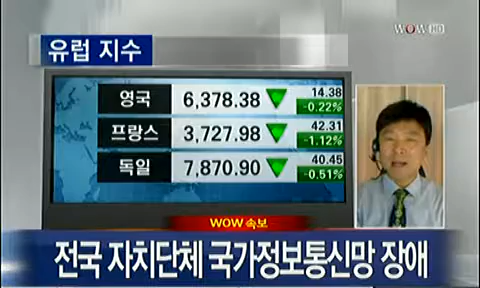 WOW HD
유럽 지수
영국 6,378.38 ▼ 14.38 -0.22%
프랑스 3,727.98 ▼ 42.31 -1.12%
독일 7,870.90 ▼ 40.45 -0.51%
WOW 속보
전국 자치단체 국가정보통신망 장애